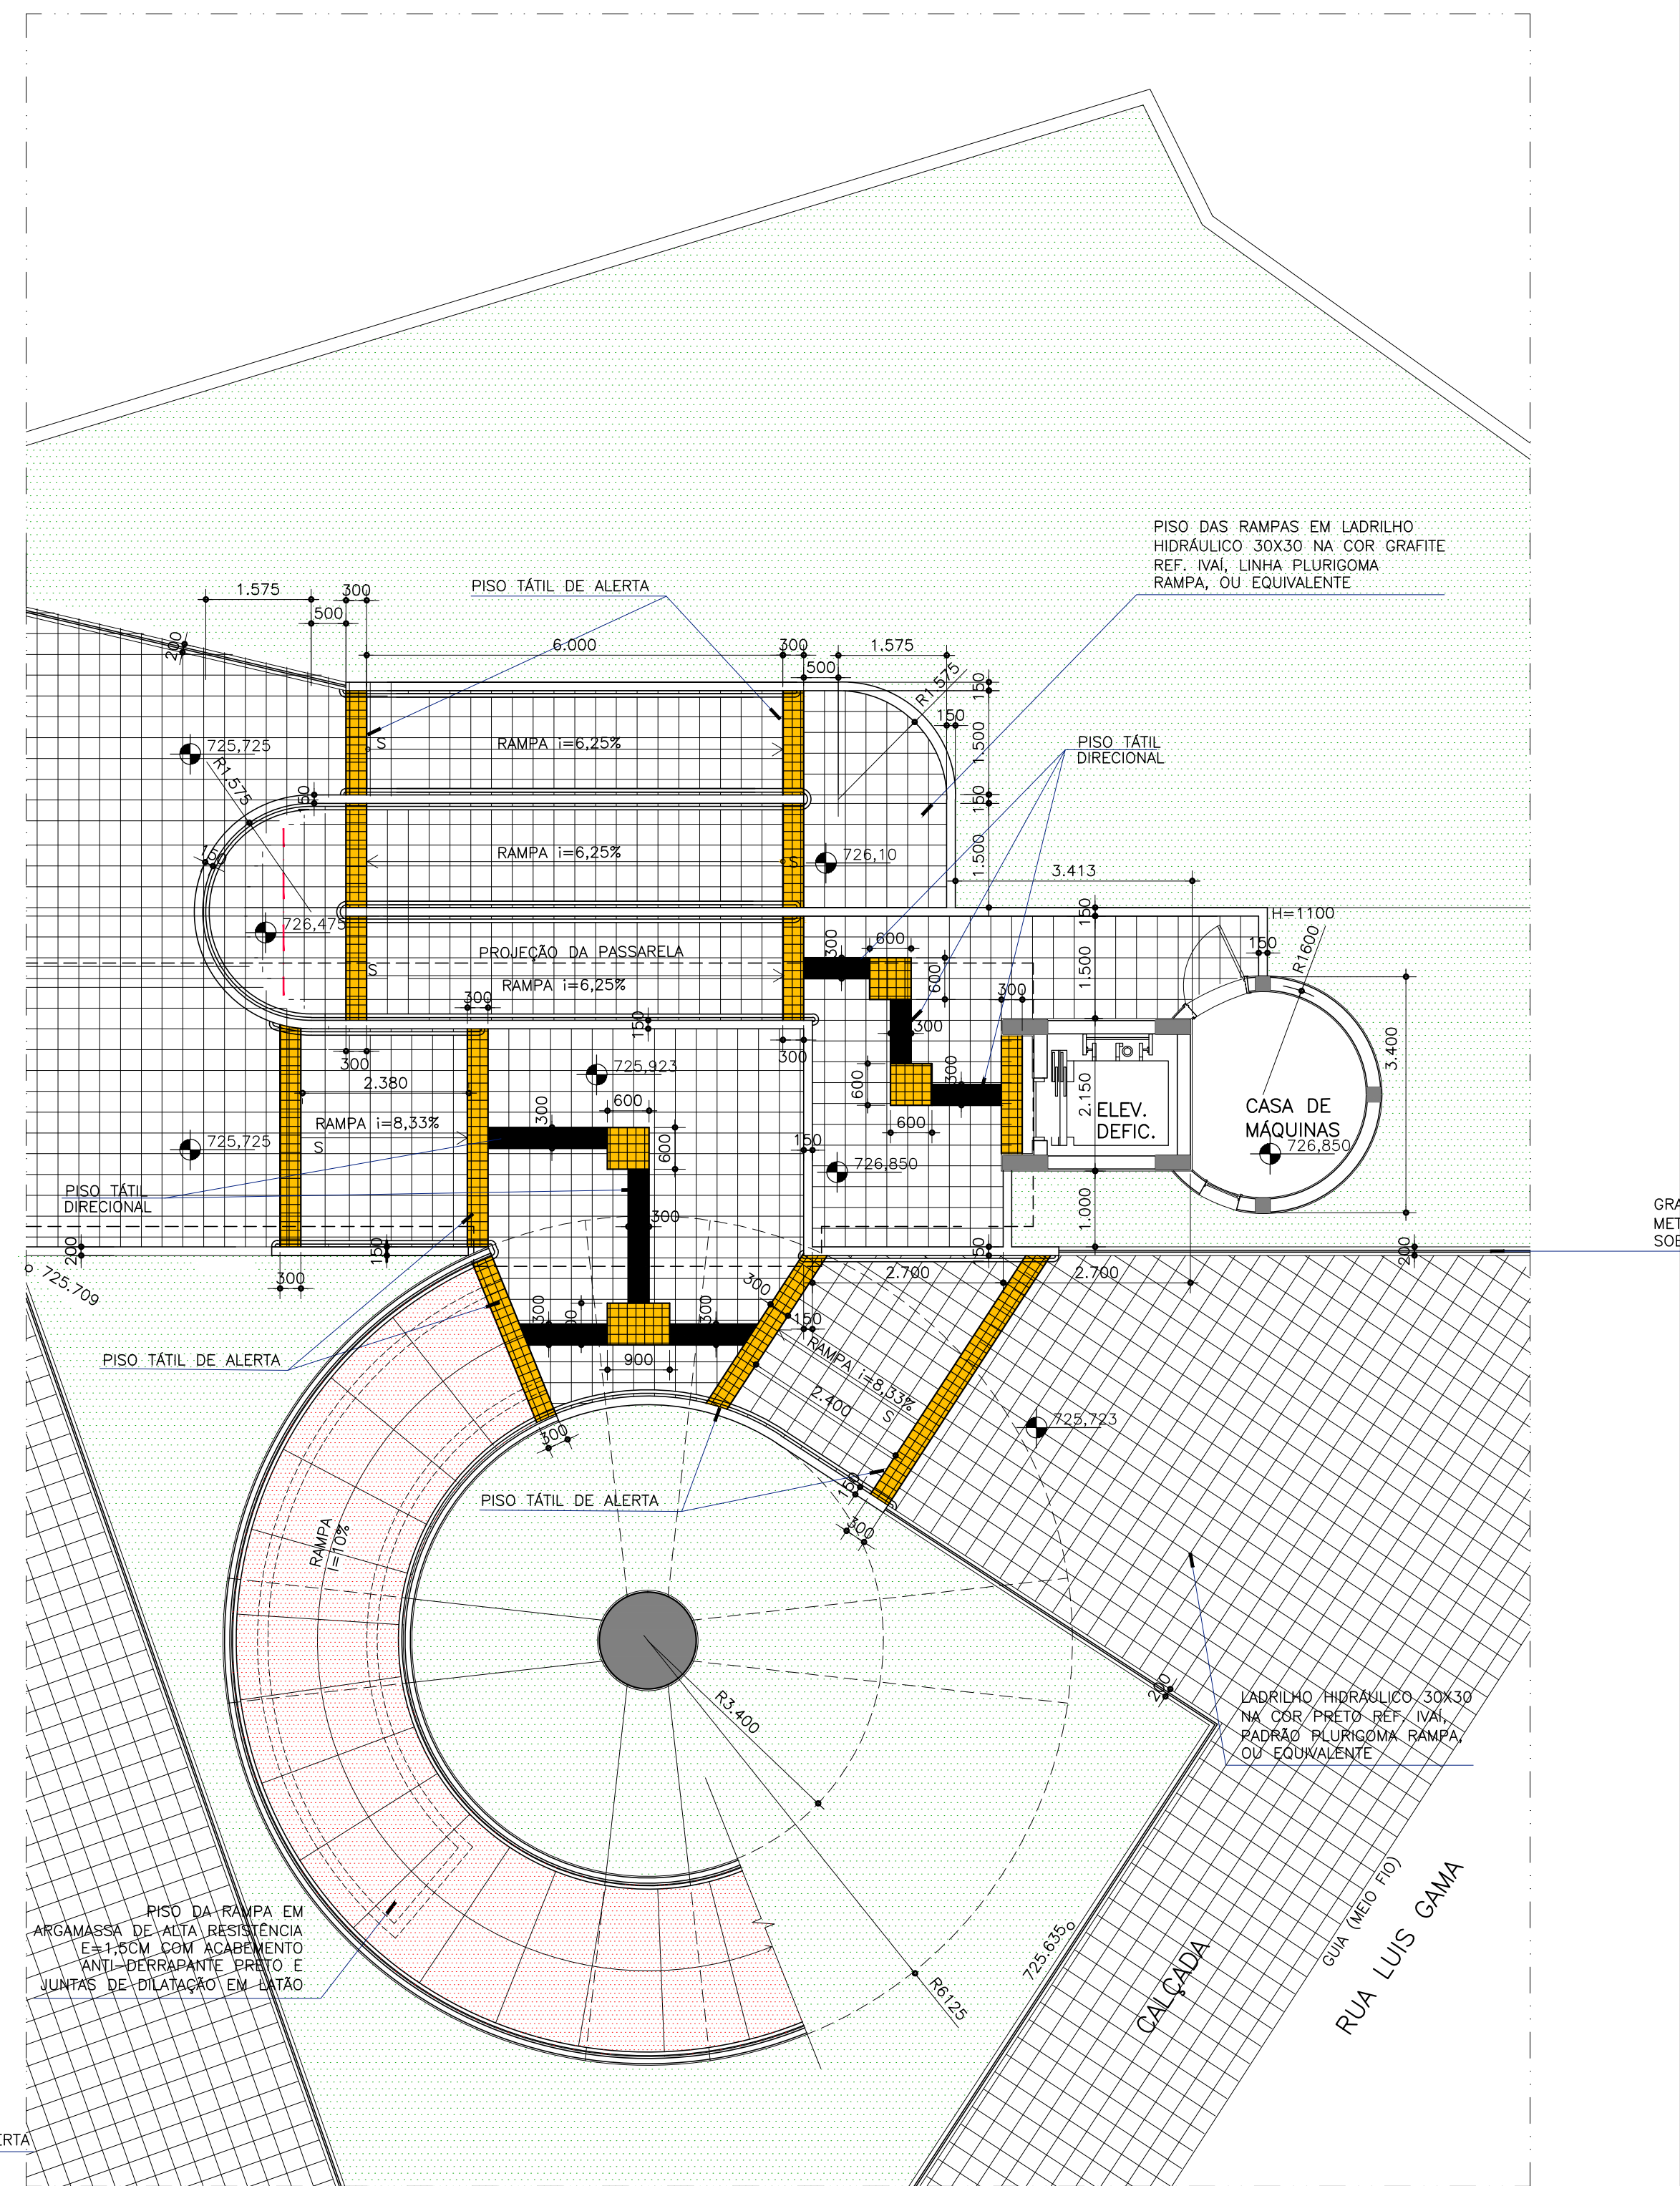 PISO DAS RAMPAS EM LADRILHO
HIDRÁULICO 30X30 NA COR GRAFITE
REF. IVAÍ, LINHA PLURIGOMA
RAMPA, OU EQUIVALENTE
PISO TÁTIL DE ALERTA
1.575
300
500
200
6.000
300
1.575
500
R1.575
150
150
1.500
725,725
S
RAMPA i=6,25%
PISO TÁTIL
DIRECIONAL
R1.575
150
150
150
RAMPA i=6,25%
S
726,10
1.500
3.413
726,475
150
H=1100
PROJEÇÃO DA PASSARELA
S
RAMPA i=6,25%
300
600
600
300
1.500
150
R1600
300
150
300
300
300
2.380
725,923
600
300
600
300
600
2.150
3.400
ELEV.
DEFIC.
CASA DE
MÁQUINAS
726,850
RAMPA i=8,33%
S
725,725
300
600
150
726,850
PISO TÁTIL
DIRECIONAL
300
1.000
GRA
MET
SOB
200
150
150
200
725.709
300
2.700
2.700
300
300
300
150
PISO TÁTIL DE ALERTA
900
RAMPA i=8,33%
2.400
S
725,723
300
PISO TÁTIL DE ALERTA
150
300
RAMPA
i=10%
R3.400
200
LADRILHO HIDRÁULICO 30X30
NA COR PRETO REF. IVAÍ,
PADRÃO PLURIGOMA RAMPA,
OU EQUIVALENTE
PISO DA RAMPA EM
ARGAMASSA DE ALTA RESISTÊNCIA
E=1,5CM COM ACABEMENTO
ANTI-DERRAPANTE PRETO E
JUNTAS DE DILATAÇÃO EM LATÃO
R6125
725.635
CALÇADA
GUIA (MEIO FIO)
RUA LUIS GAMA
ERTA